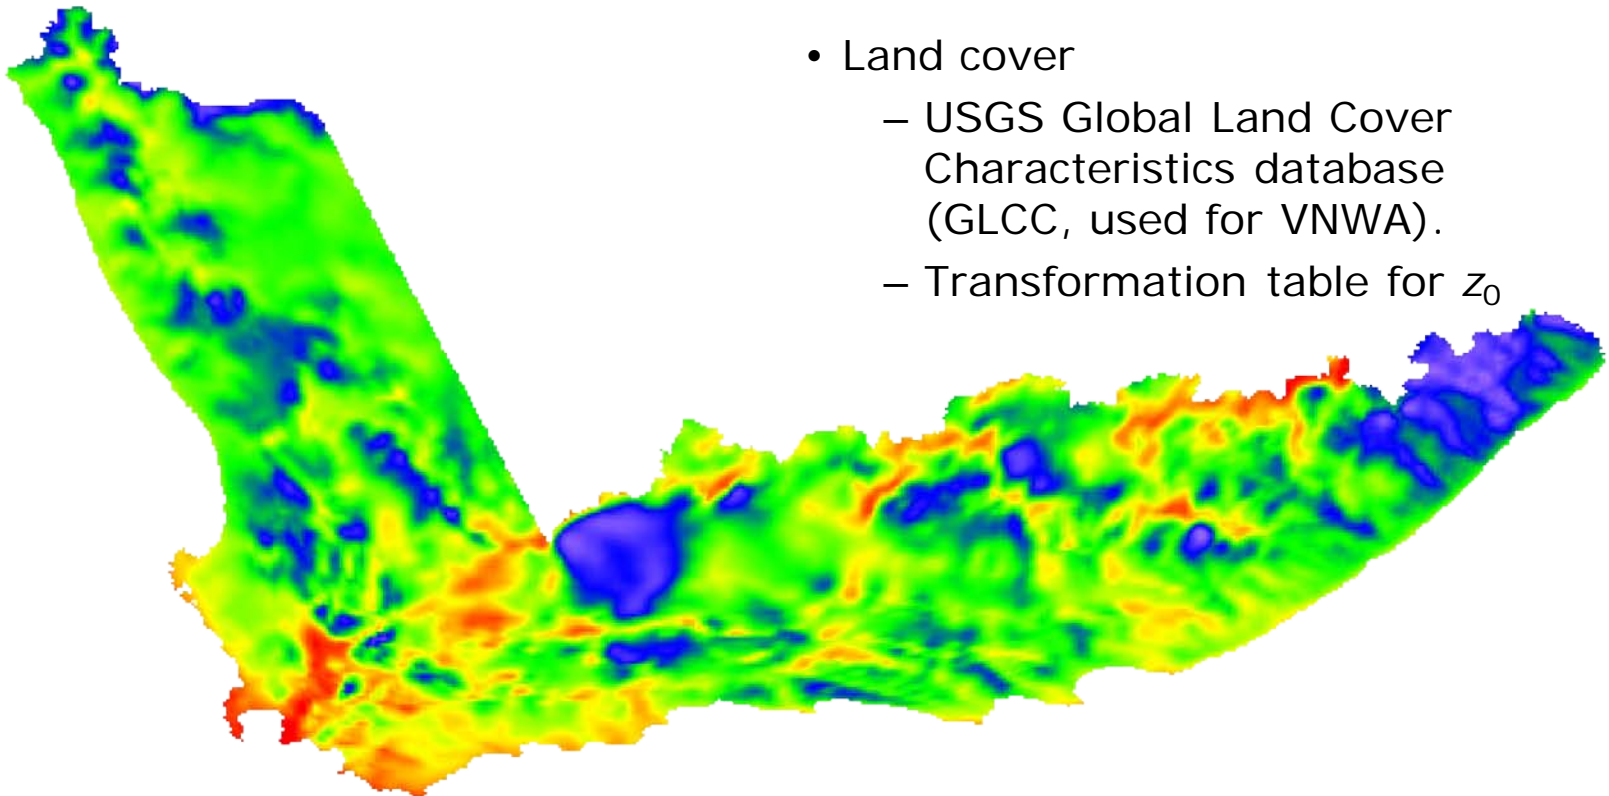 • Land cover
– USGS Global Land Cover
Characteristics database
(GLCC, used for VNWA).
– Transformation table for z₀